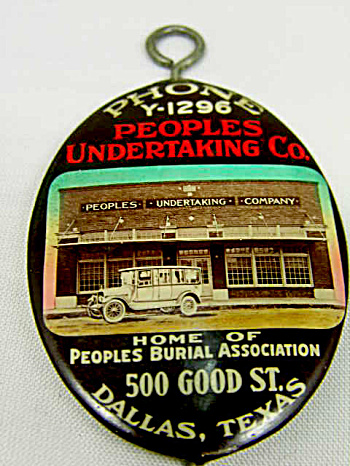 PHONE
Y-1296
PEOPLES
UNDERTAKING CO.
PEOPLES · UNDERTAKING · COMPANY
HOME OF
PEOPLES BURIAL ASSOCIATION
500 GOOD ST.
DALLAS, TEXAS